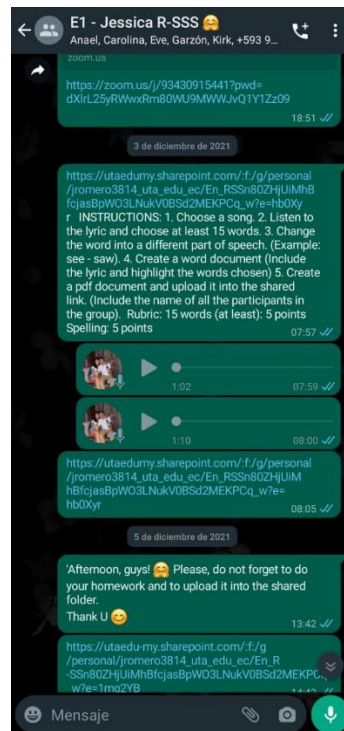 E1 - Jessica R-SSS 🤗
Anael, Carolina, Eve, Garzón, Kirk, +593 9...
zoom.us
https://zoom.us/j/93430915441?pwd=
dXlrL25yRWwxRm80WU9MWWJvQ1Y1Zz09
18:51
3 de diciembre de 2021
https://utaedumy.sharepoint.com/:f:/g/personal
/jromero3814_uta_edu_ec/En_RSSn80ZHjUiMhB
fcjasBpWO3LNukV0BSd2MEKPCq_w?e=hb0Xy
r INSTRUCTIONS: 1. Choose a song. 2. Listen to
the lyric and choose at least 15 words. 3. Change
the word into a different part of speech. (Example:
see - saw). 4. Create a word document (Include
the lyric and highlight the words chosen) 5. Create
a pdf document and upload it into the shared
link. (Include the name of all the participants in
the group). Rubric: 15 words (at least): 5 points
Spelling: 5 points
07:57
1:02
07:59
1:10
08:00
https://utaedumy.sharepoint.com/:f:/g/personal
/jromero3814_uta_edu_ec/En_RSSn80ZHjUiM
hBfcjasBpWO3LNukV0BSd2MEKPCq_w?e=
hb0Xyr
08:05
5 de diciembre de 2021
'Afternoon, guys! 🤗 Please, do not forget to do
your homework and to upload it into the shared
folder.
Thank U 😊
13:42
https://utaedu-my.sharepoint.com/:f:/g
/personal/jromero3814_uta_edu_ec/En_R
-SSn80ZHjUiMhBfcjasBpWO3LNukV0BSd2MEKPC
_w?e=1mq2YB
14:42
Mensaje